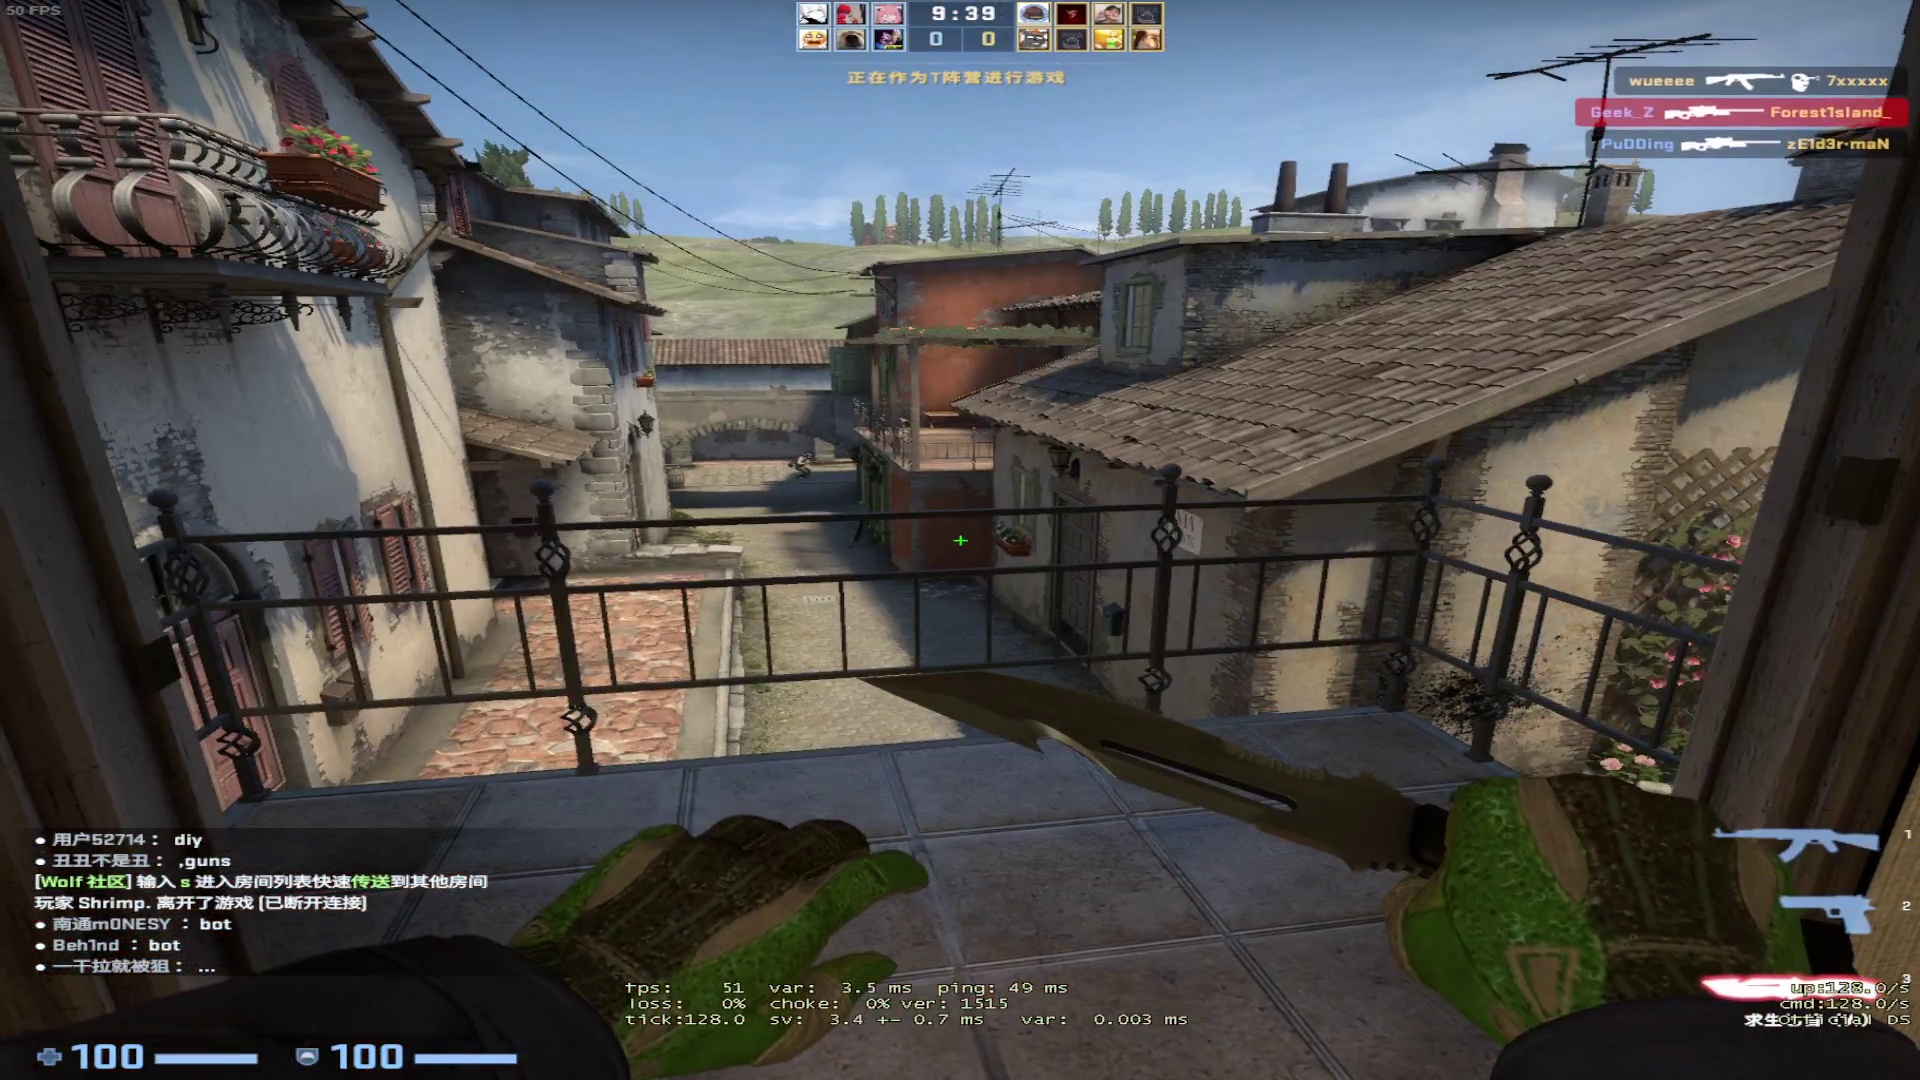 50 FPS
9:39
0 0
正在作为T阵营进行游戏
wueeee 7xxxxx
Geek_Z Forest1sland_
PuDDing zE1d3r·maN
● 用户52714： diy
● 丑丑不是丑： ,guns
[Wolf 社区] 输入 s 进入房间列表快速传送到其他房间
玩家 Shrimp. 离开了游戏 [已断开连接]
● 南通m0NESY ： bot
● Beh1nd ： bot
● 一干拉就被狙： ...
fps: 51 var: 3.5 ms ping: 49 ms
loss: 0% choke: 0% ver: 1515
tick:128.0 sv: 3.4 +- 0.7 ms var: 0.003 ms
1
2
3
up:128.0/s
cmd:128.0/s
100 100